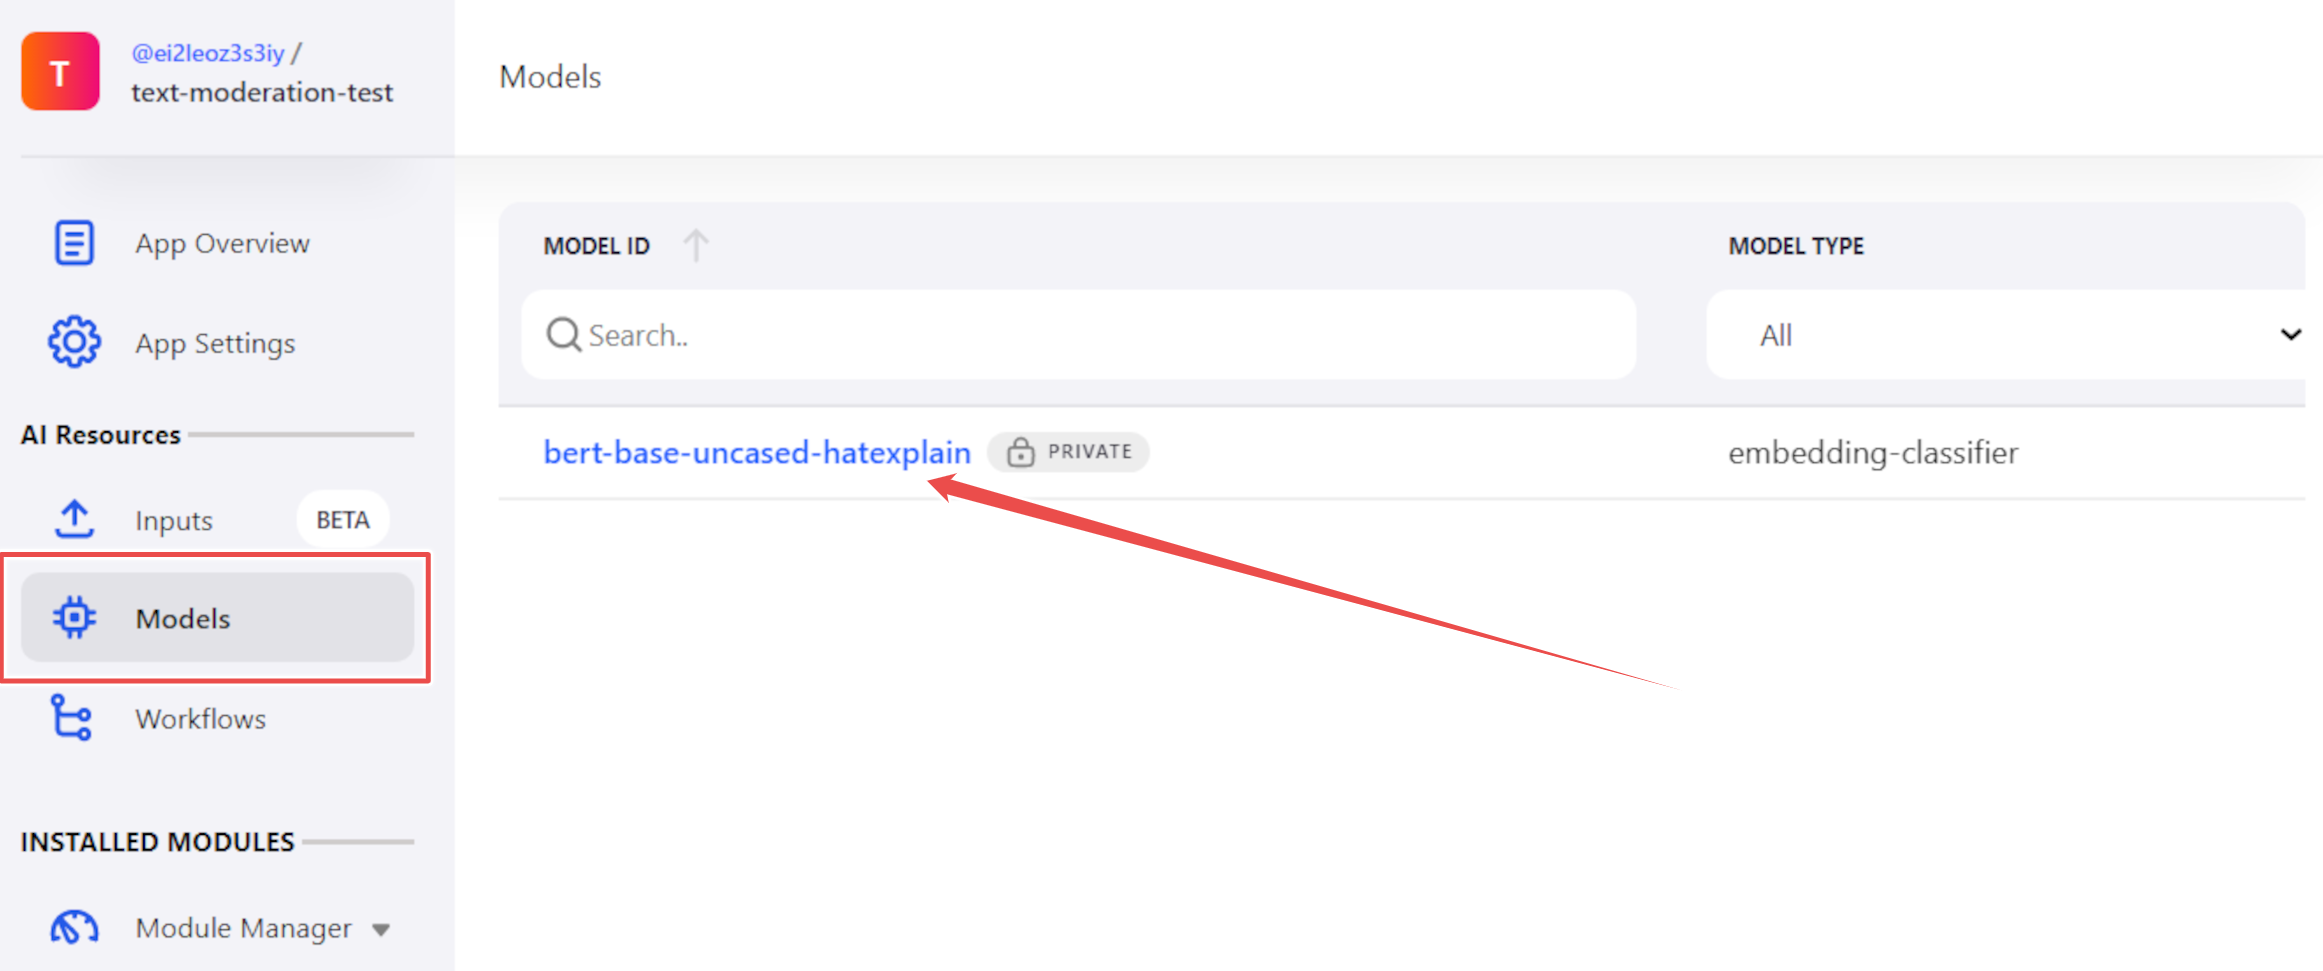 T
@ei2leoz3s3iy /
text-moderation-test
Models
App Overview
App Settings
AI Resources
Inputs BETA
Models
Workflows
INSTALLED MODULES
Module Manager
MODEL ID MODEL TYPE
Search.. All
bert-base-uncased-hatexplain PRIVATE embedding-classifier